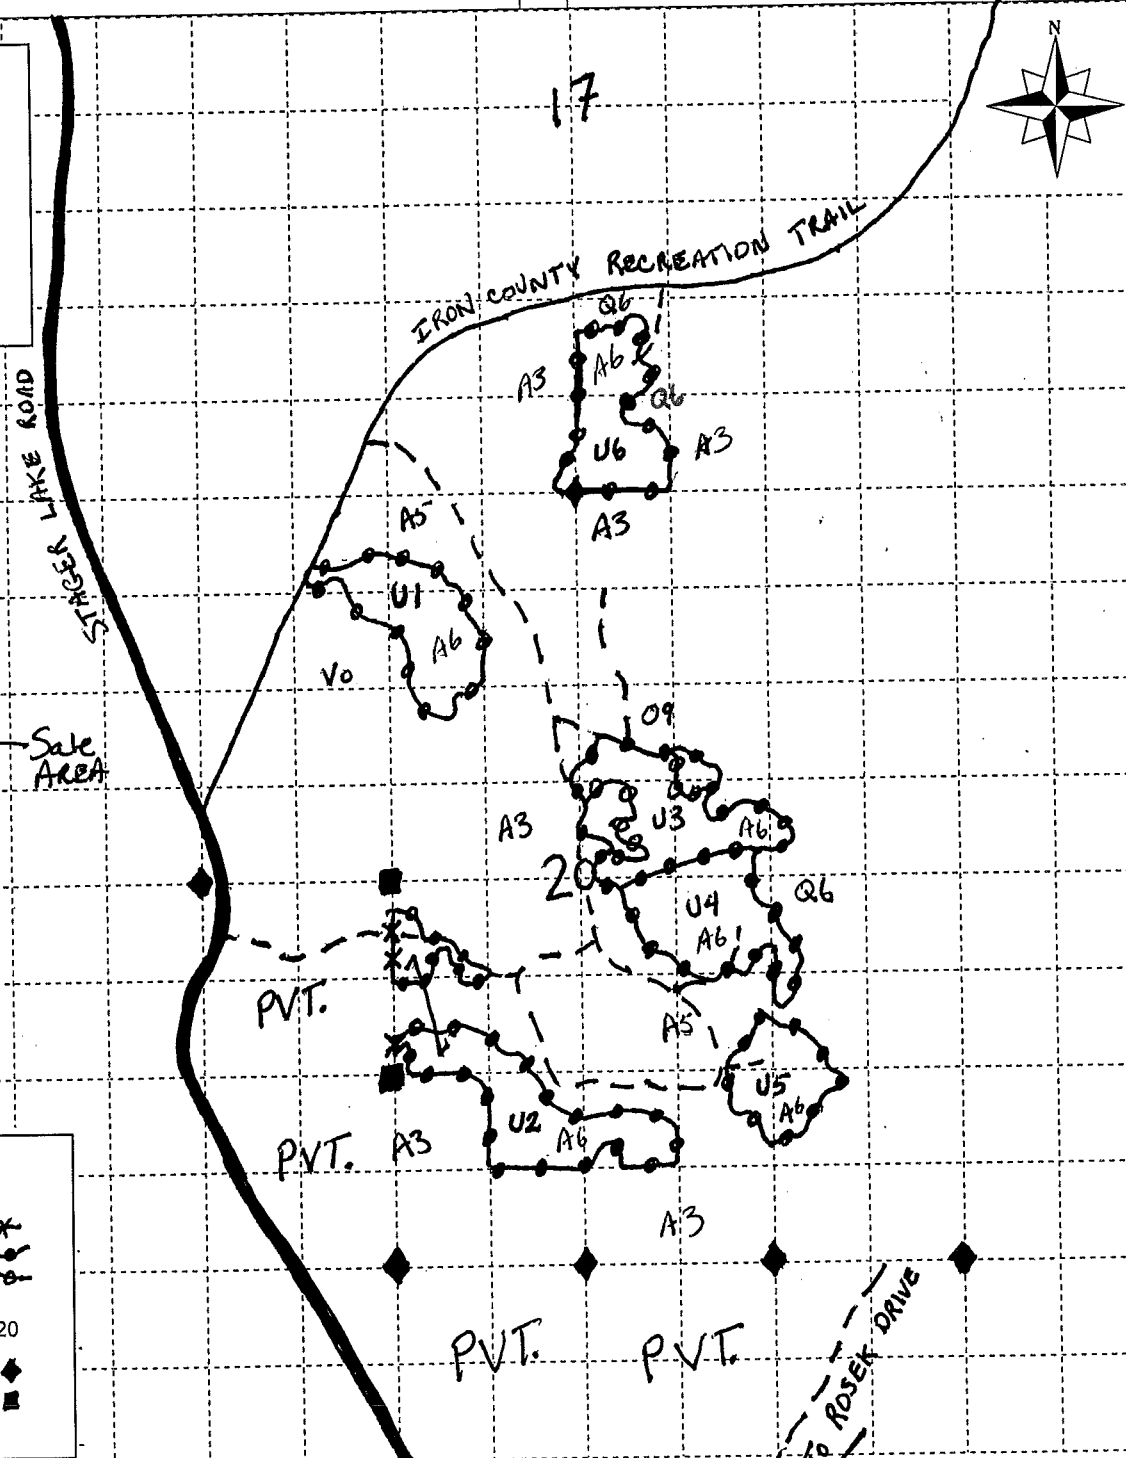 N
17
IRON COUNTY RECREATION TRAIL
Q6
A3
A6
Q6
STAGER LAKE ROAD
U6
A3
A3
A5
U1
A6
Vo
O9
Sale
AREA
A3
U3
A6
2
Q6
U4
A6
PVT.
A5
U5
A6
U2
A6
PVT.
A3
A3
20
PVT.
PVT.
ROSEK DRIVE